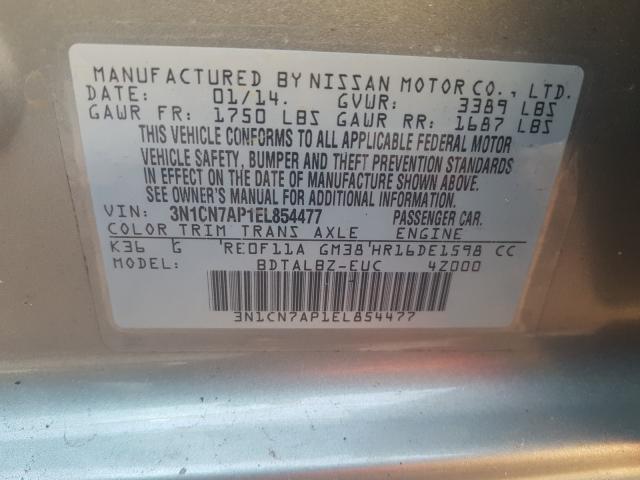 MANUFACTURED BY NISSAN MOTOR CO., LTD.
DATE: 01/14. GVWR: 3389 LBS
GAWR FR: 1750 LBS GAWR RR: 1687 LBS
THIS VEHICLE CONFORMS TO ALL APPLICABLE FEDERAL MOTOR
VEHICLE SAFETY, BUMPER AND THEFT PREVENTION STANDARDS
IN EFFECT ON THE DATE OF MANUFACTURE SHOWN ABOVE.
SEE OWNER'S MANUAL FOR ADDITIONAL INFORMATION.
VIN: 3N1CN7AP1EL854477 PASSENGER CAR.
COLOR TRIM TRANS AXLE ENGINE
K36 G RE0F11A GM38 HR16DE1598 CC
MODEL: BDTALBZ-EUC 4Z000
3N1CN7AP1EL854477